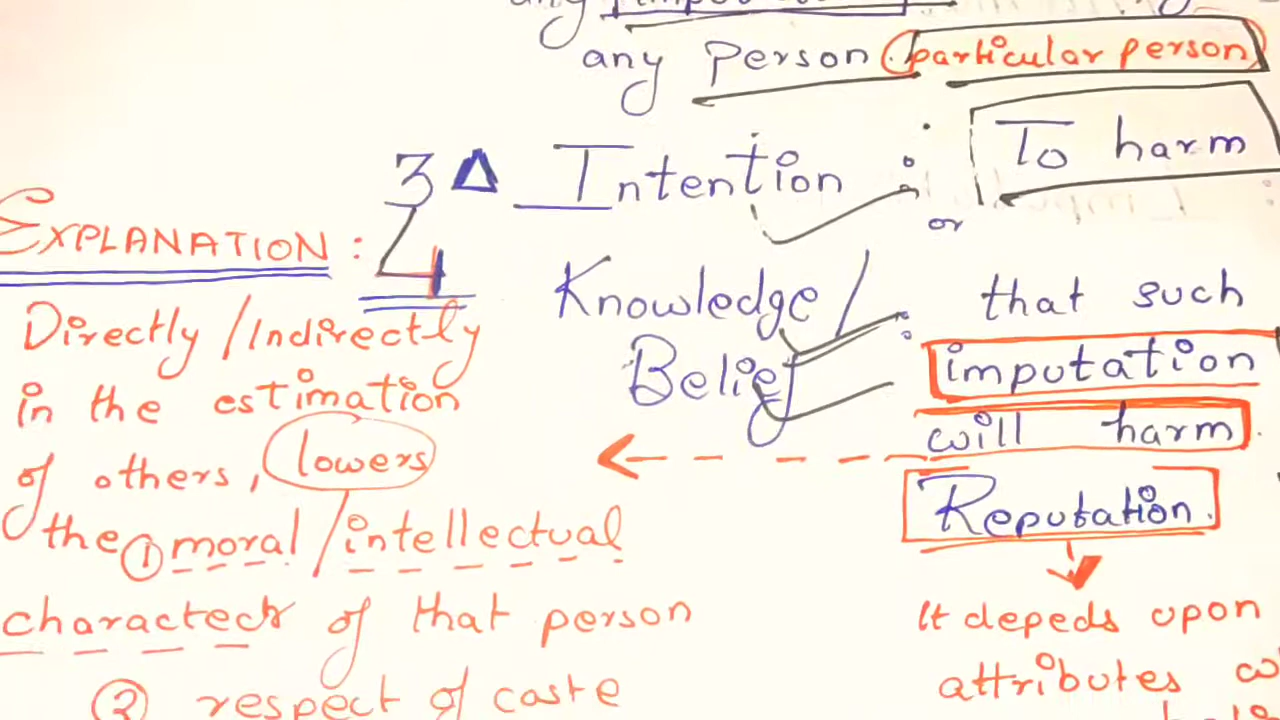 any person (particular person)
3 Δ Intention : To harm
or
EXPLANATION :
4
Knowledge/ : that such
Belief imputation
will harm.
Reputation.
Directly/Indirectly
in the estimation
of others, lowers
the ① moral/intellectual
characteck of that person
② respect of caste
It depeds upon
attributes